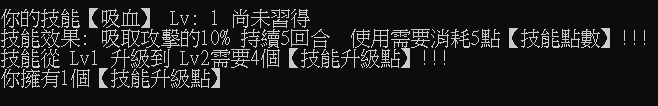 你的技能【吸血】 Lv: 1 尚未習得
技能效果: 吸取攻擊的10% 持續5回合  使用需要消耗5點【技能點數】!!!
技能從 Lv1 升級到 Lv2需要4個【技能升級點】!!!
你擁有1個【技能升級點】